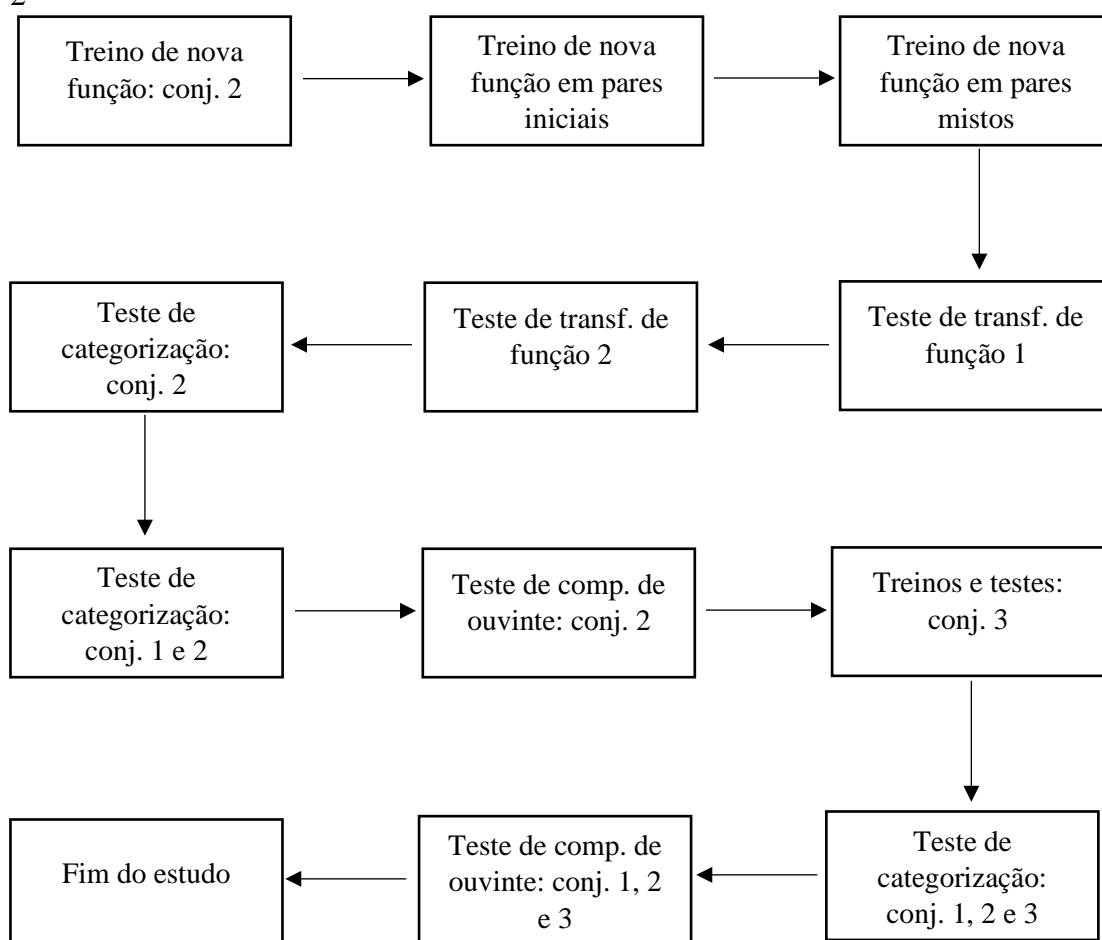 2
Treino de nova
função: conj. 2
Treino de nova
função em pares
iniciais
Treino de nova
função em pares
mistos
Teste de transf. de
função 1
Teste de transf. de
função 2
Teste de
categorização:
conj. 2
Teste de
categorização:
conj. 1 e 2
Teste de comp. de
ouvinte: conj. 2
Treinos e testes:
conj. 3
Teste de
categorização:
conj. 1, 2 e 3
Teste de comp. de
ouvinte: conj. 1, 2
e 3
Fim do estudo